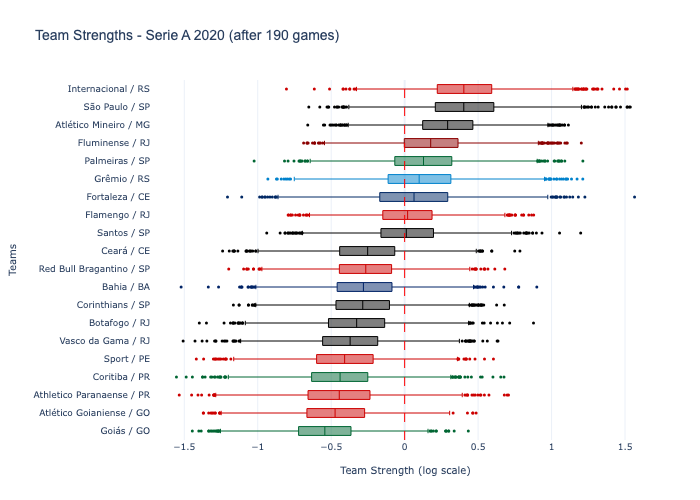 Team Strengths - Serie A 2020 (after 190 games)
Internacional / RS
São Paulo / SP
Atlético Mineiro / MG
Fluminense / RJ
Palmeiras / SP
Grêmio / RS
Fortaleza / CE
Flamengo / RJ
Santos / SP
Ceará / CE
Red Bull Bragantino / SP
Bahia / BA
Corinthians / SP
Botafogo / RJ
Vasco da Gama / RJ
Sport / PE
Coritiba / PR
Athletico Paranaense / PR
Atlético Goianiense / GO
Goiás / GO
Teams
−1.5 −1 −0.5 0 0.5 1 1.5
Team Strength (log scale)